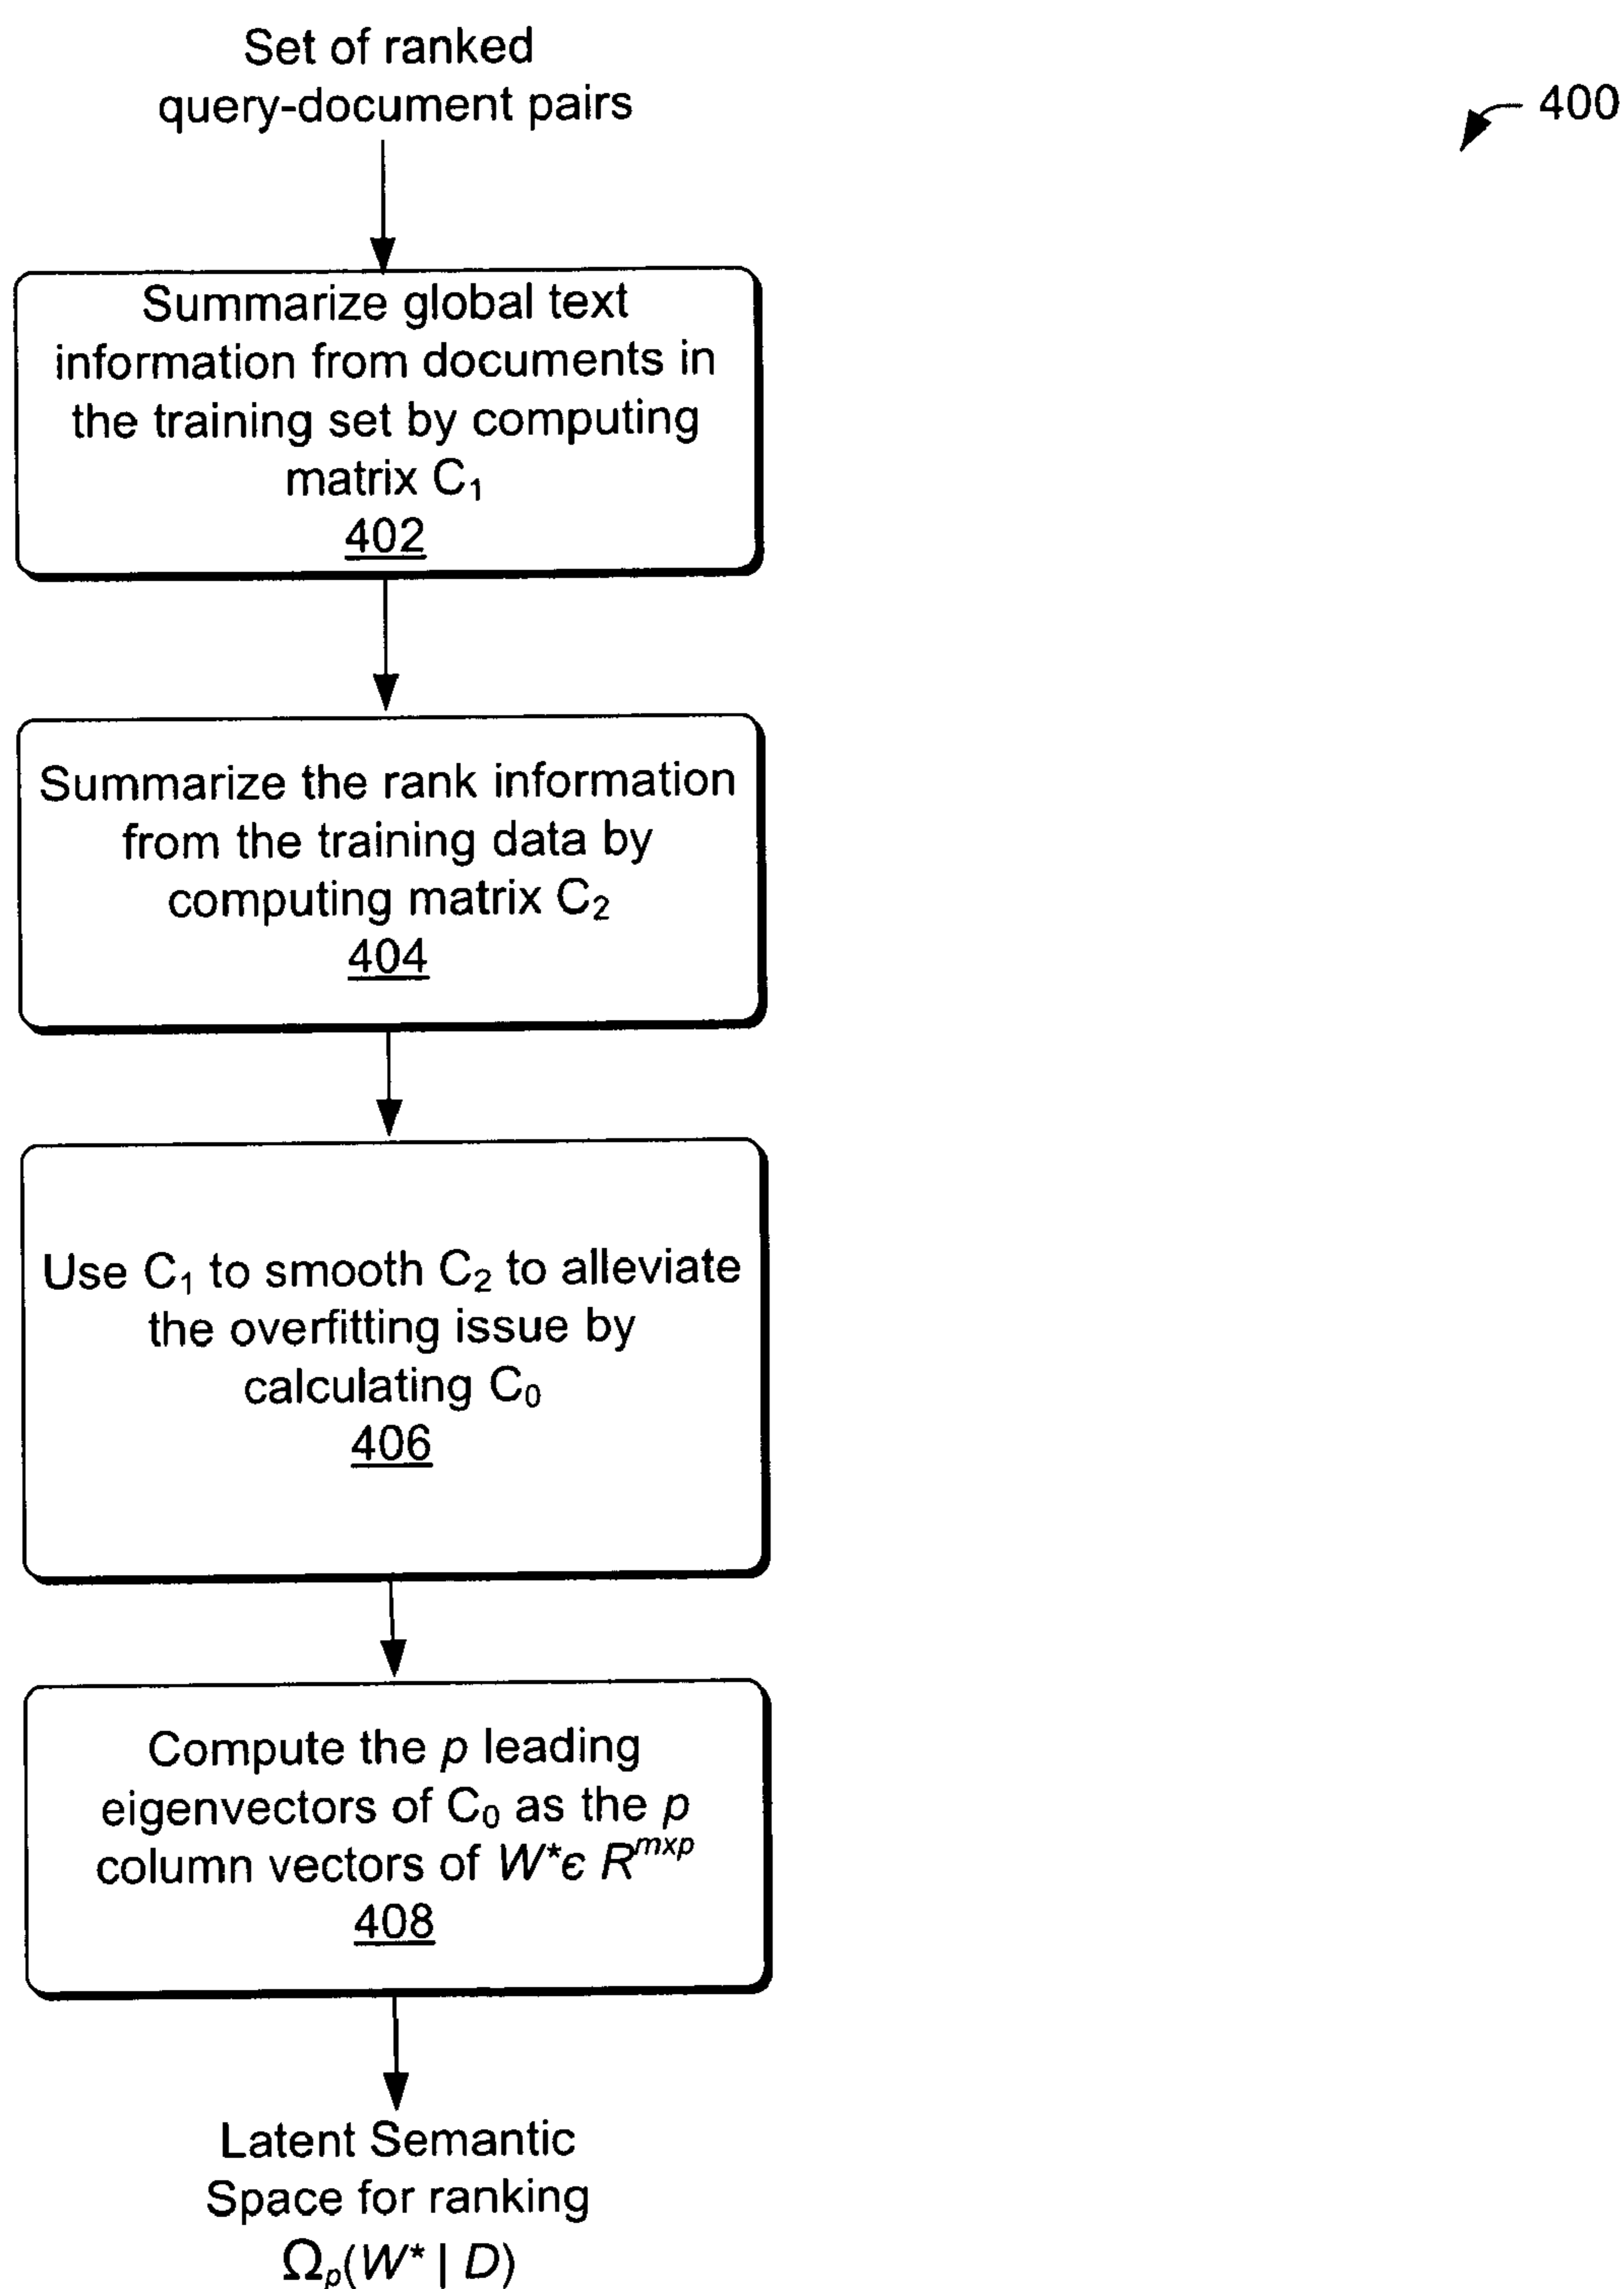 Set of ranked
query-document pairs
400
Summarize global text
information from documents in
the training set by computing
matrix C₁
402
Summarize the rank information
from the training data by
computing matrix C₂
404
Use C₁ to smooth C₂ to alleviate
the overfitting issue by
calculating C₀
406
Compute the p leading
eigenvectors of C₀ as the p
column vectors of W*ϵ R^{mxp}
408
Latent Semantic
Space for ranking
Ωₚ(W* | D)